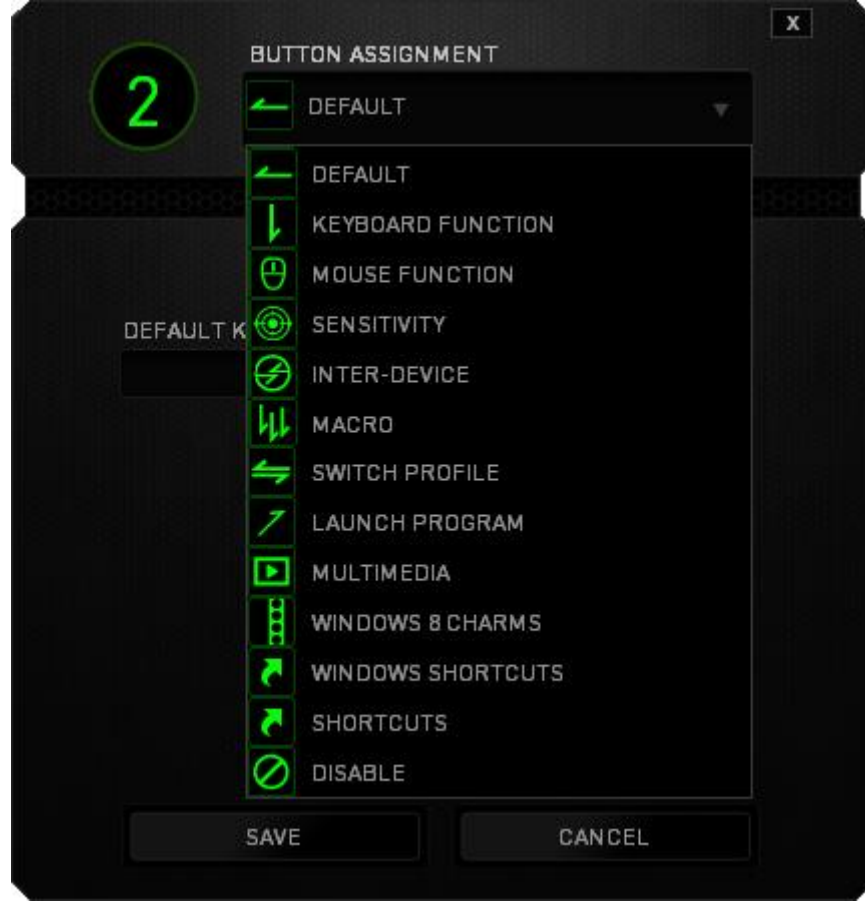 X
BUTTON ASSIGNMENT
2
DEFAULT
DEFAULT
KEYBOARD FUNCTION
MOUSE FUNCTION
DEFAULT K
SENSITIVITY
INTER-DEVICE
MACRO
SWITCH PROFILE
LAUNCH PROGRAM
MULTIMEDIA
WINDOWS 8 CHARMS
WINDOWS SHORTCUTS
SHORTCUTS
DISABLE
SAVE
CANCEL